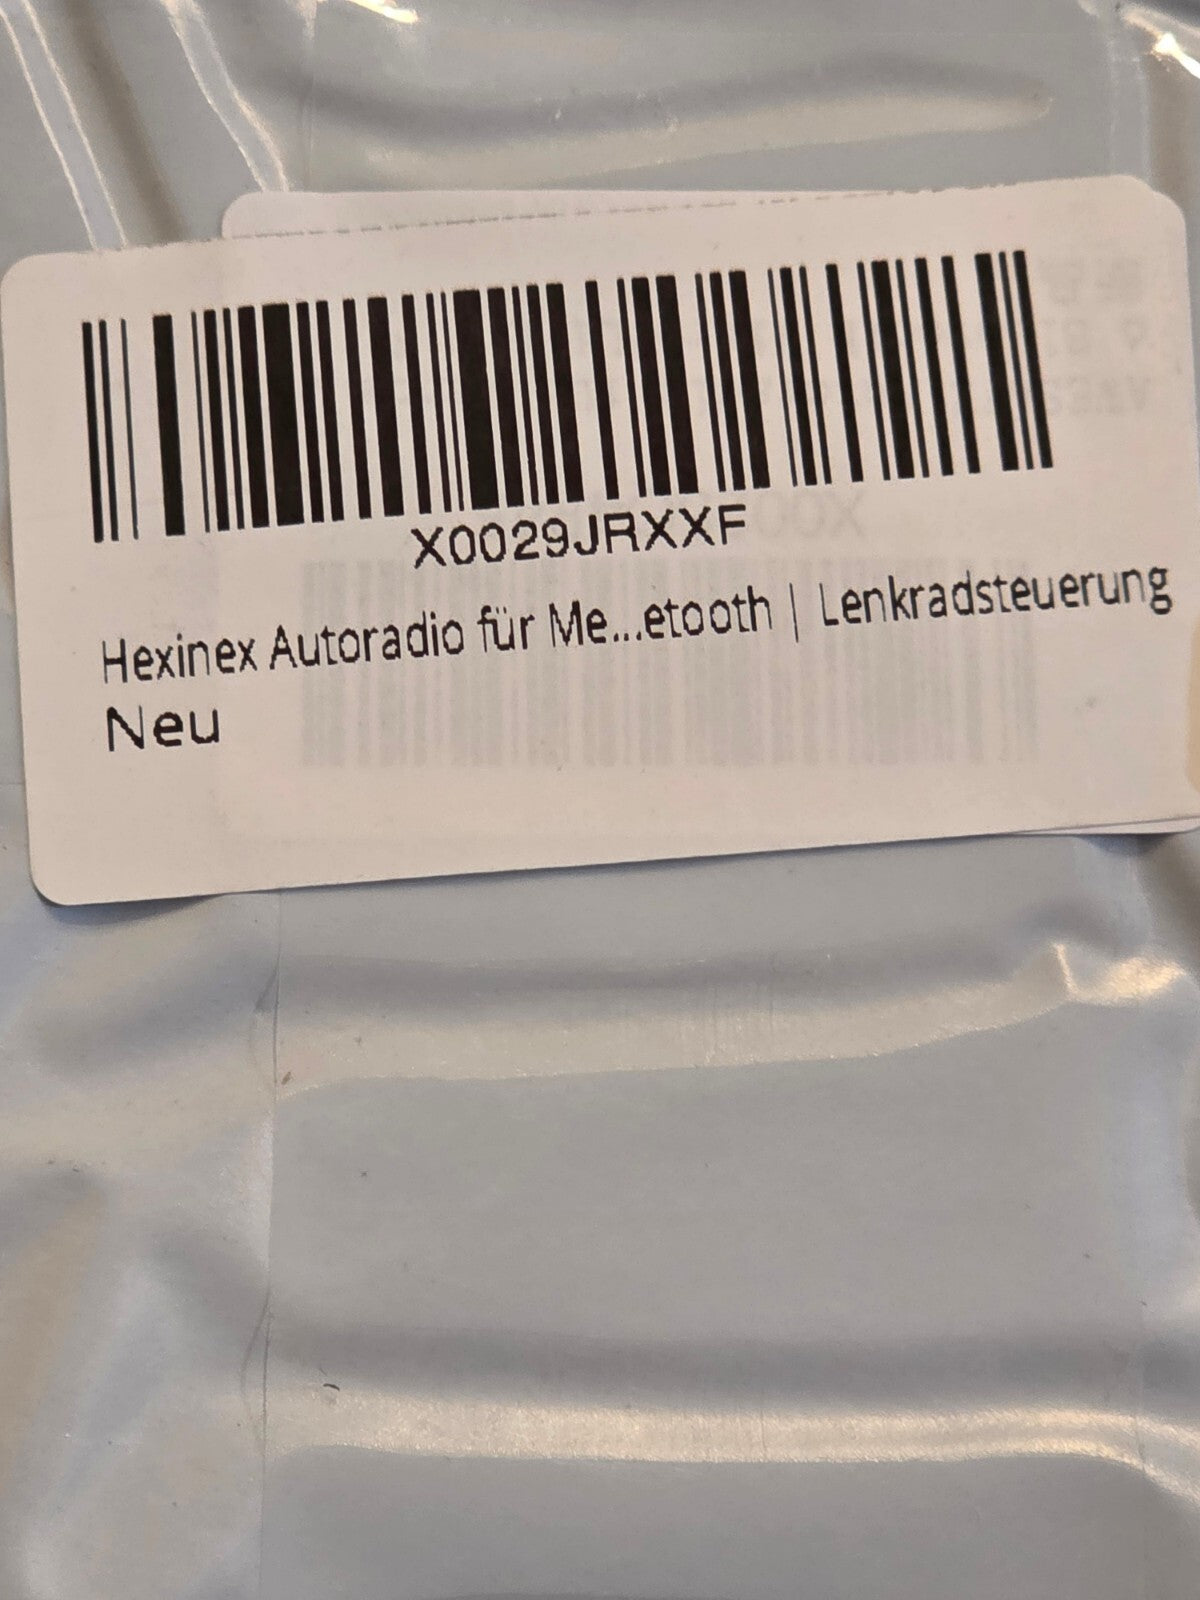 X0029JRXXF
Hexinex Autoradio für Me...etooth | Lenkradsteuerung
Neu